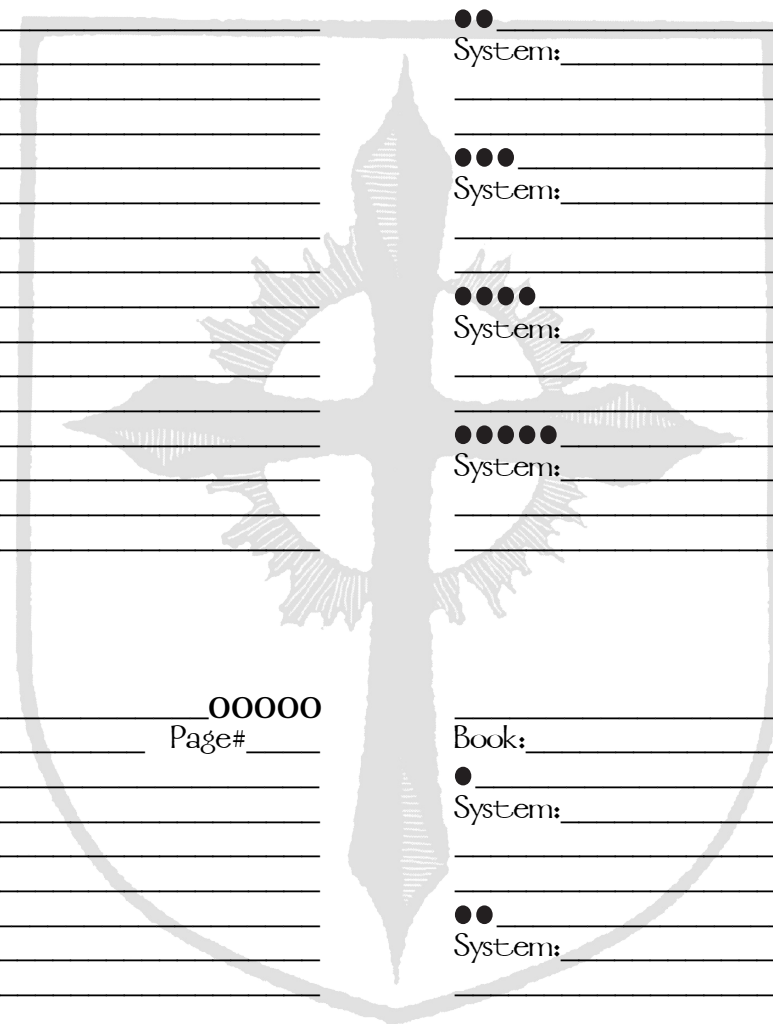 ●●
System:
●●●
System:
●●●●
System:
●●●●●
System:
OOOOO
Page#
Book:
●
System:
●●
System: